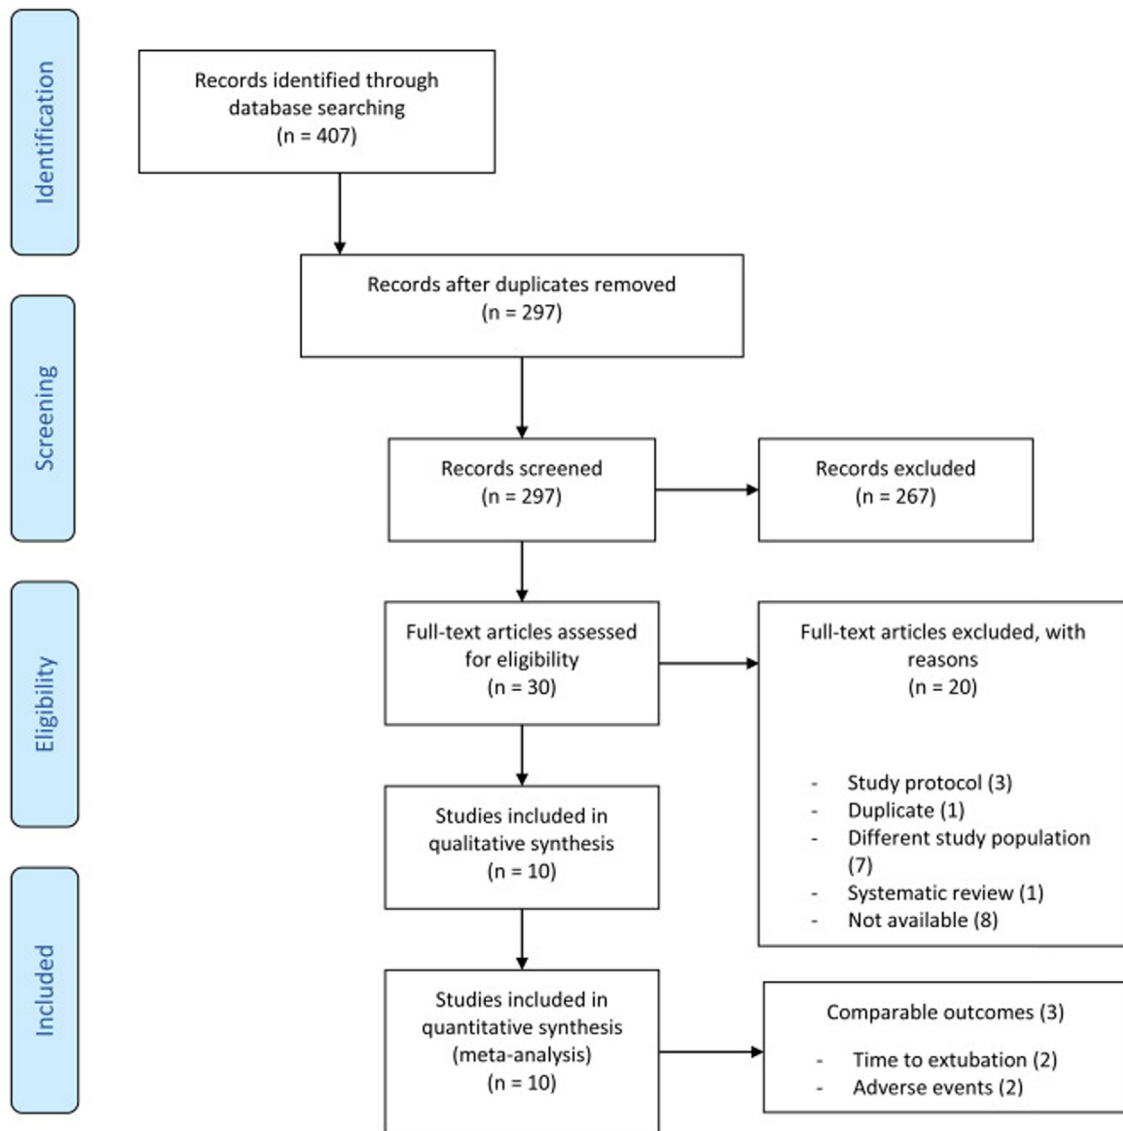 Identification
Records identified through
database searching
(n = 407)
Records after duplicates removed
(n = 297)
Screening
Records screened
(n = 297)
Records excluded
(n = 267)
Eligibility
Full-text articles assessed
for eligibility
(n = 30)
Full-text articles excluded, with
reasons
(n = 20)
- Study protocol (3)
- Duplicate (1)
- Different study population
(7)
- Systematic review (1)
- Not available (8)
Studies included in
qualitative synthesis
(n = 10)
Included
Studies included in
quantitative synthesis
(meta-analysis)
(n = 10)
Comparable outcomes (3)
- Time to extubation (2)
- Adverse events (2)